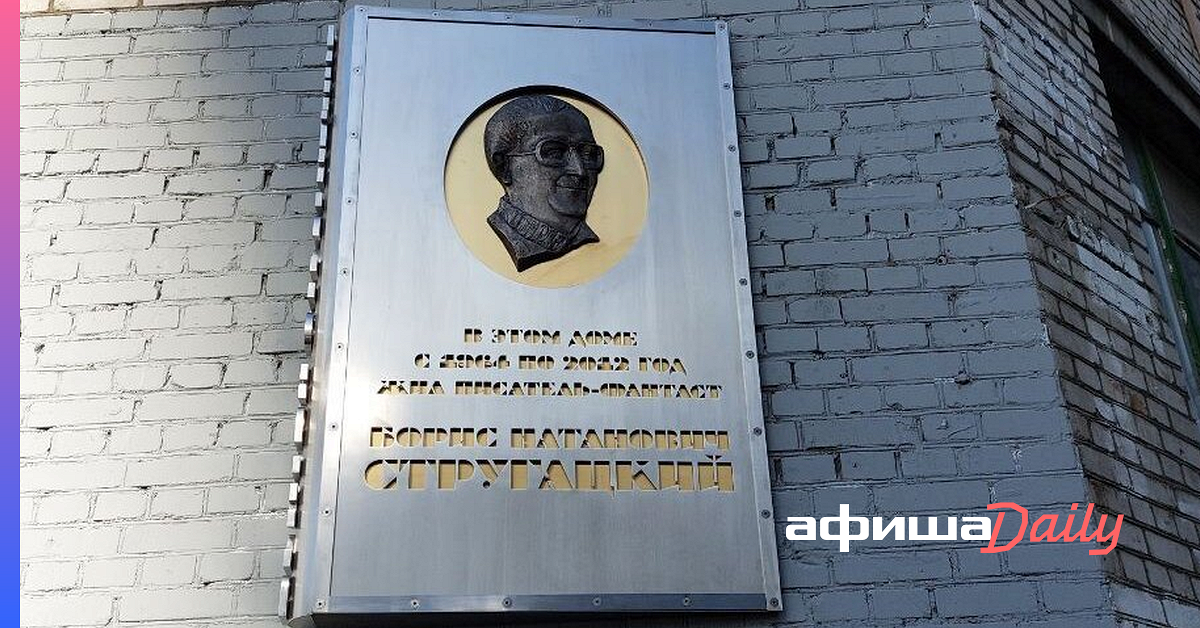 В ЭТОМ ДОМЕ
С 1964 ПО 2012 ГОД
ЖИЛ ПИСАТЕЛЬ-ФАНТАСТ
БОРИС НАТАНОВИЧ
СТРУГАЦКИЙ
афишаDaily